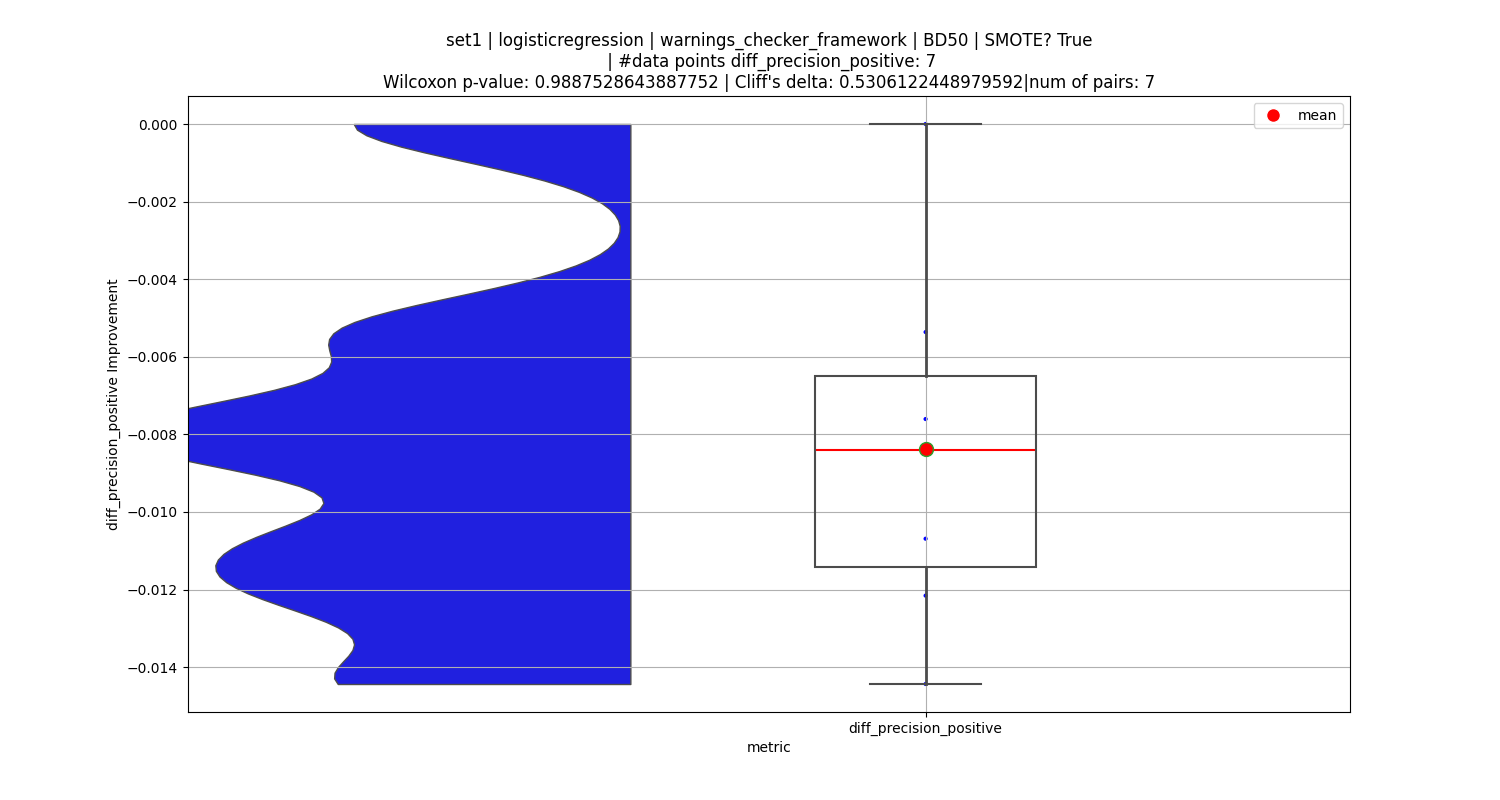 set1 | logisticregression | warnings_checker_framework | BD50 | SMOTE? True
| #data points diff_precision_positive: 7
Wilcoxon p-value: 0.9887528643887752 | Cliff's delta: 0.5306122448979592|num of pairs: 7
mean
0.000
−0.002
−0.004
−0.006
−0.008
−0.010
−0.012
−0.014
diff_precision_positive Improvement
diff_precision_positive
metric